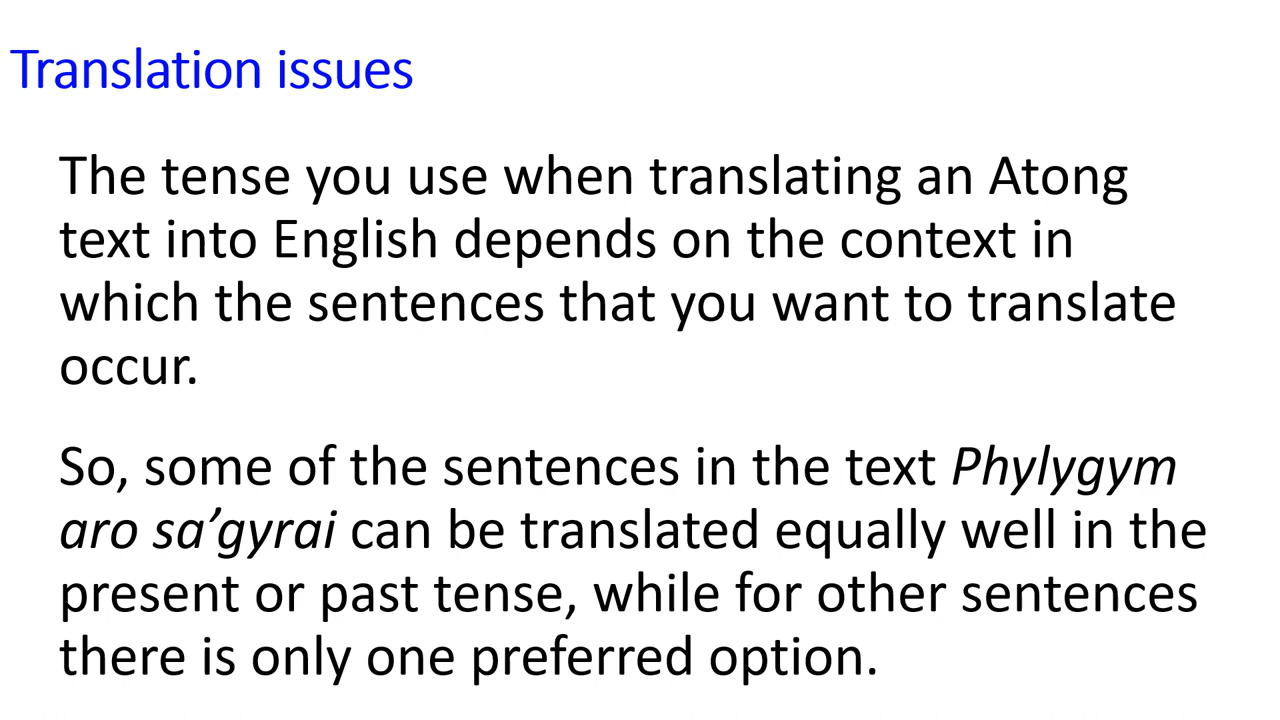 Translation issues
The tense you use when translating an Atong
text into English depends on the context in
which the sentences that you want to translate
occur.
So, some of the sentences in the text Phylygym
aro sa’gyrai can be translated equally well in the
present or past tense, while for other sentences
there is only one preferred option.